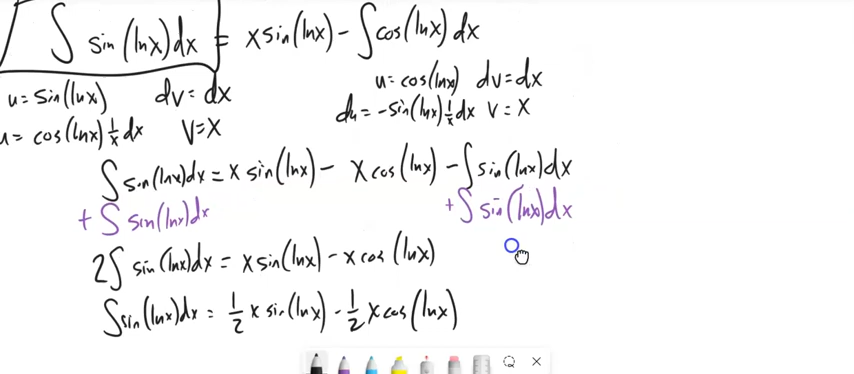 ∫ sin(lnx)dx = x sin(lnx) - ∫cos(lnx) dx
u = sin(lnx) dv = dx u = cos(lnx) dv = dx
u = cos(lnx) 1/x dx V=X du = -sin(lnx) 1/x dx V = X
∫ sin(lnx)dx = x sin(lnx) - x cos(lnx) - ∫ sin(lnx)dx
+ ∫ sin(lnx)dx + ∫ sin(lnx)dx
2∫ sin(lnx)dx = x sin(lnx) - x cos(lnx)
∫ sin(lnx)dx = 1/2 x sin(lnx) - 1/2 x cos(lnx)